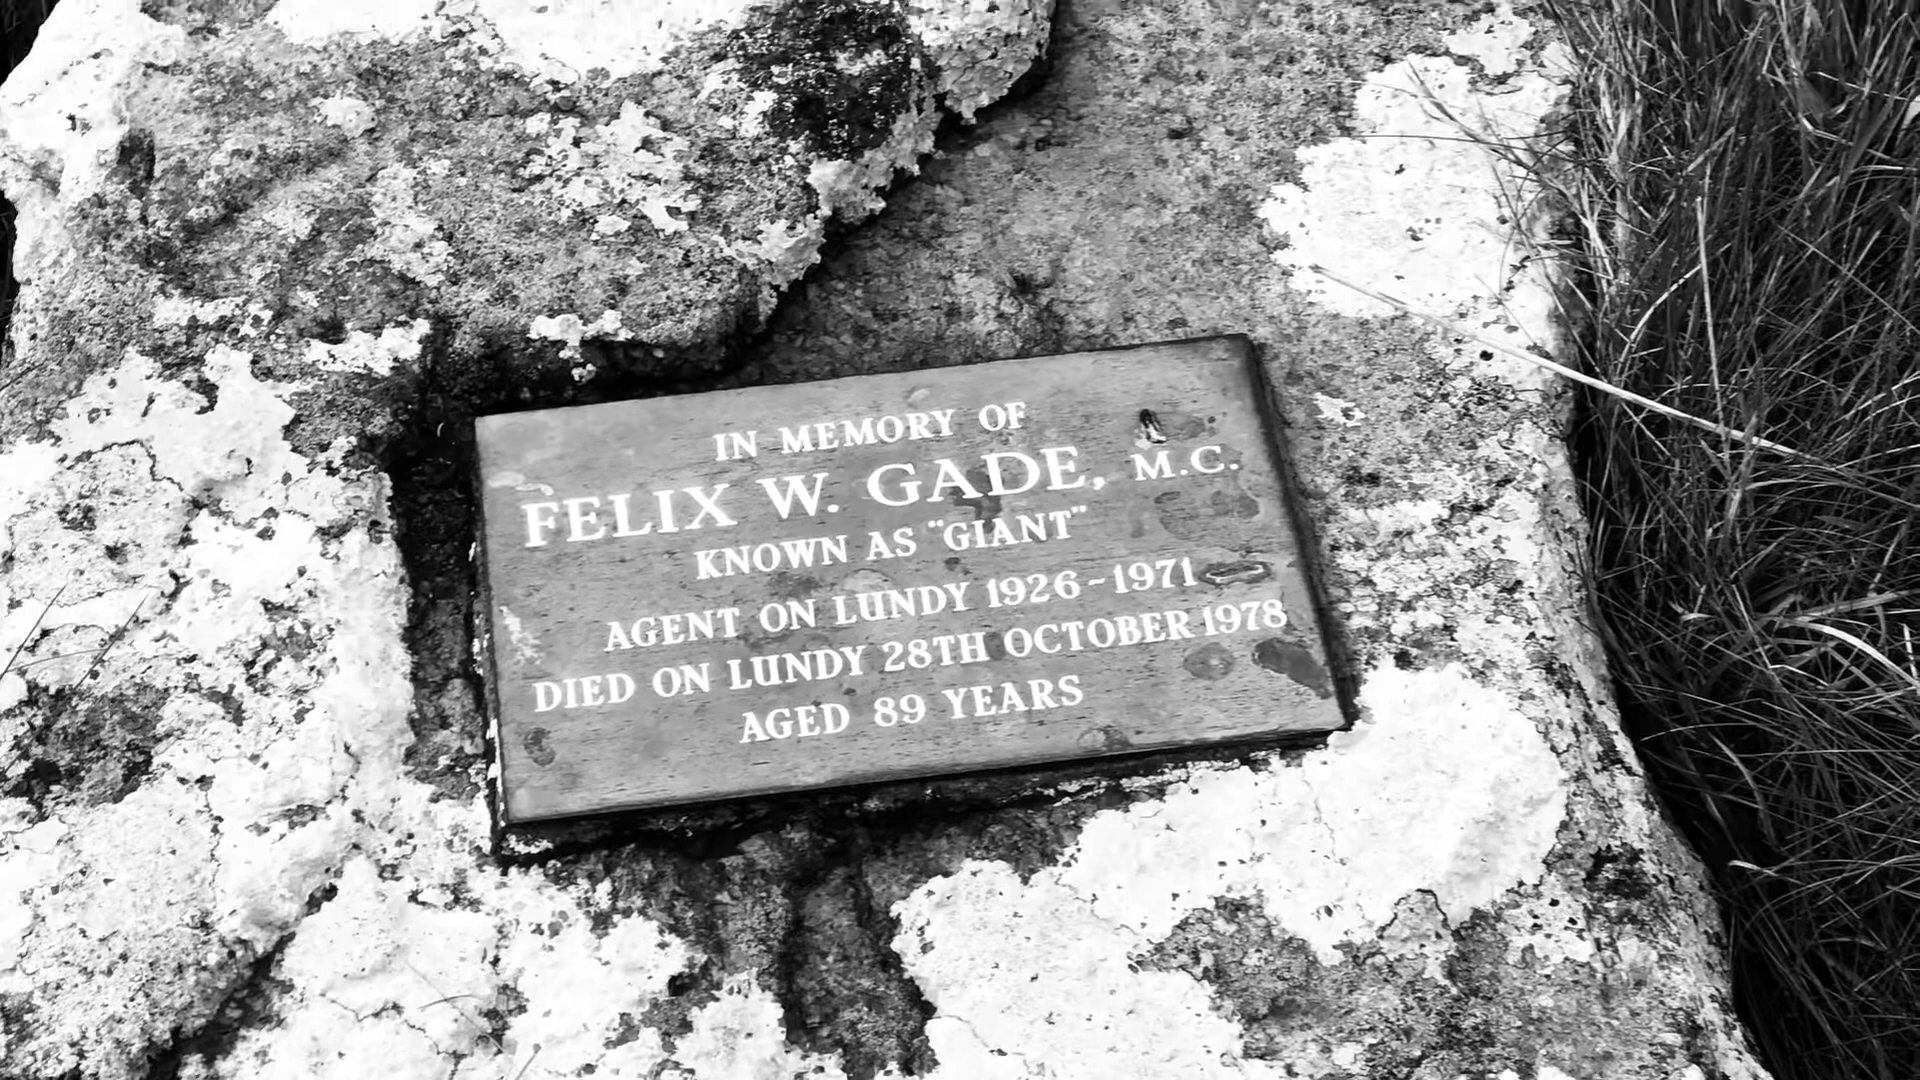 IN MEMORY OF
FELIX W. GADE, M.C.
KNOWN AS "GIANT"
AGENT ON LUNDY 1926~1971
DIED ON LUNDY 28TH OCTOBER 1978
AGED 89 YEARS